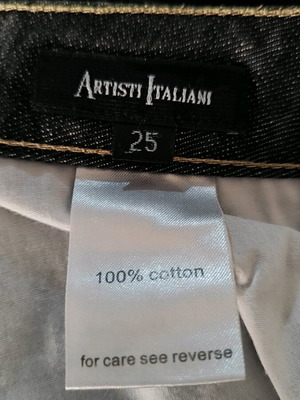 ARTISTI ITALIANI
25
100% cotton
for care see reverse